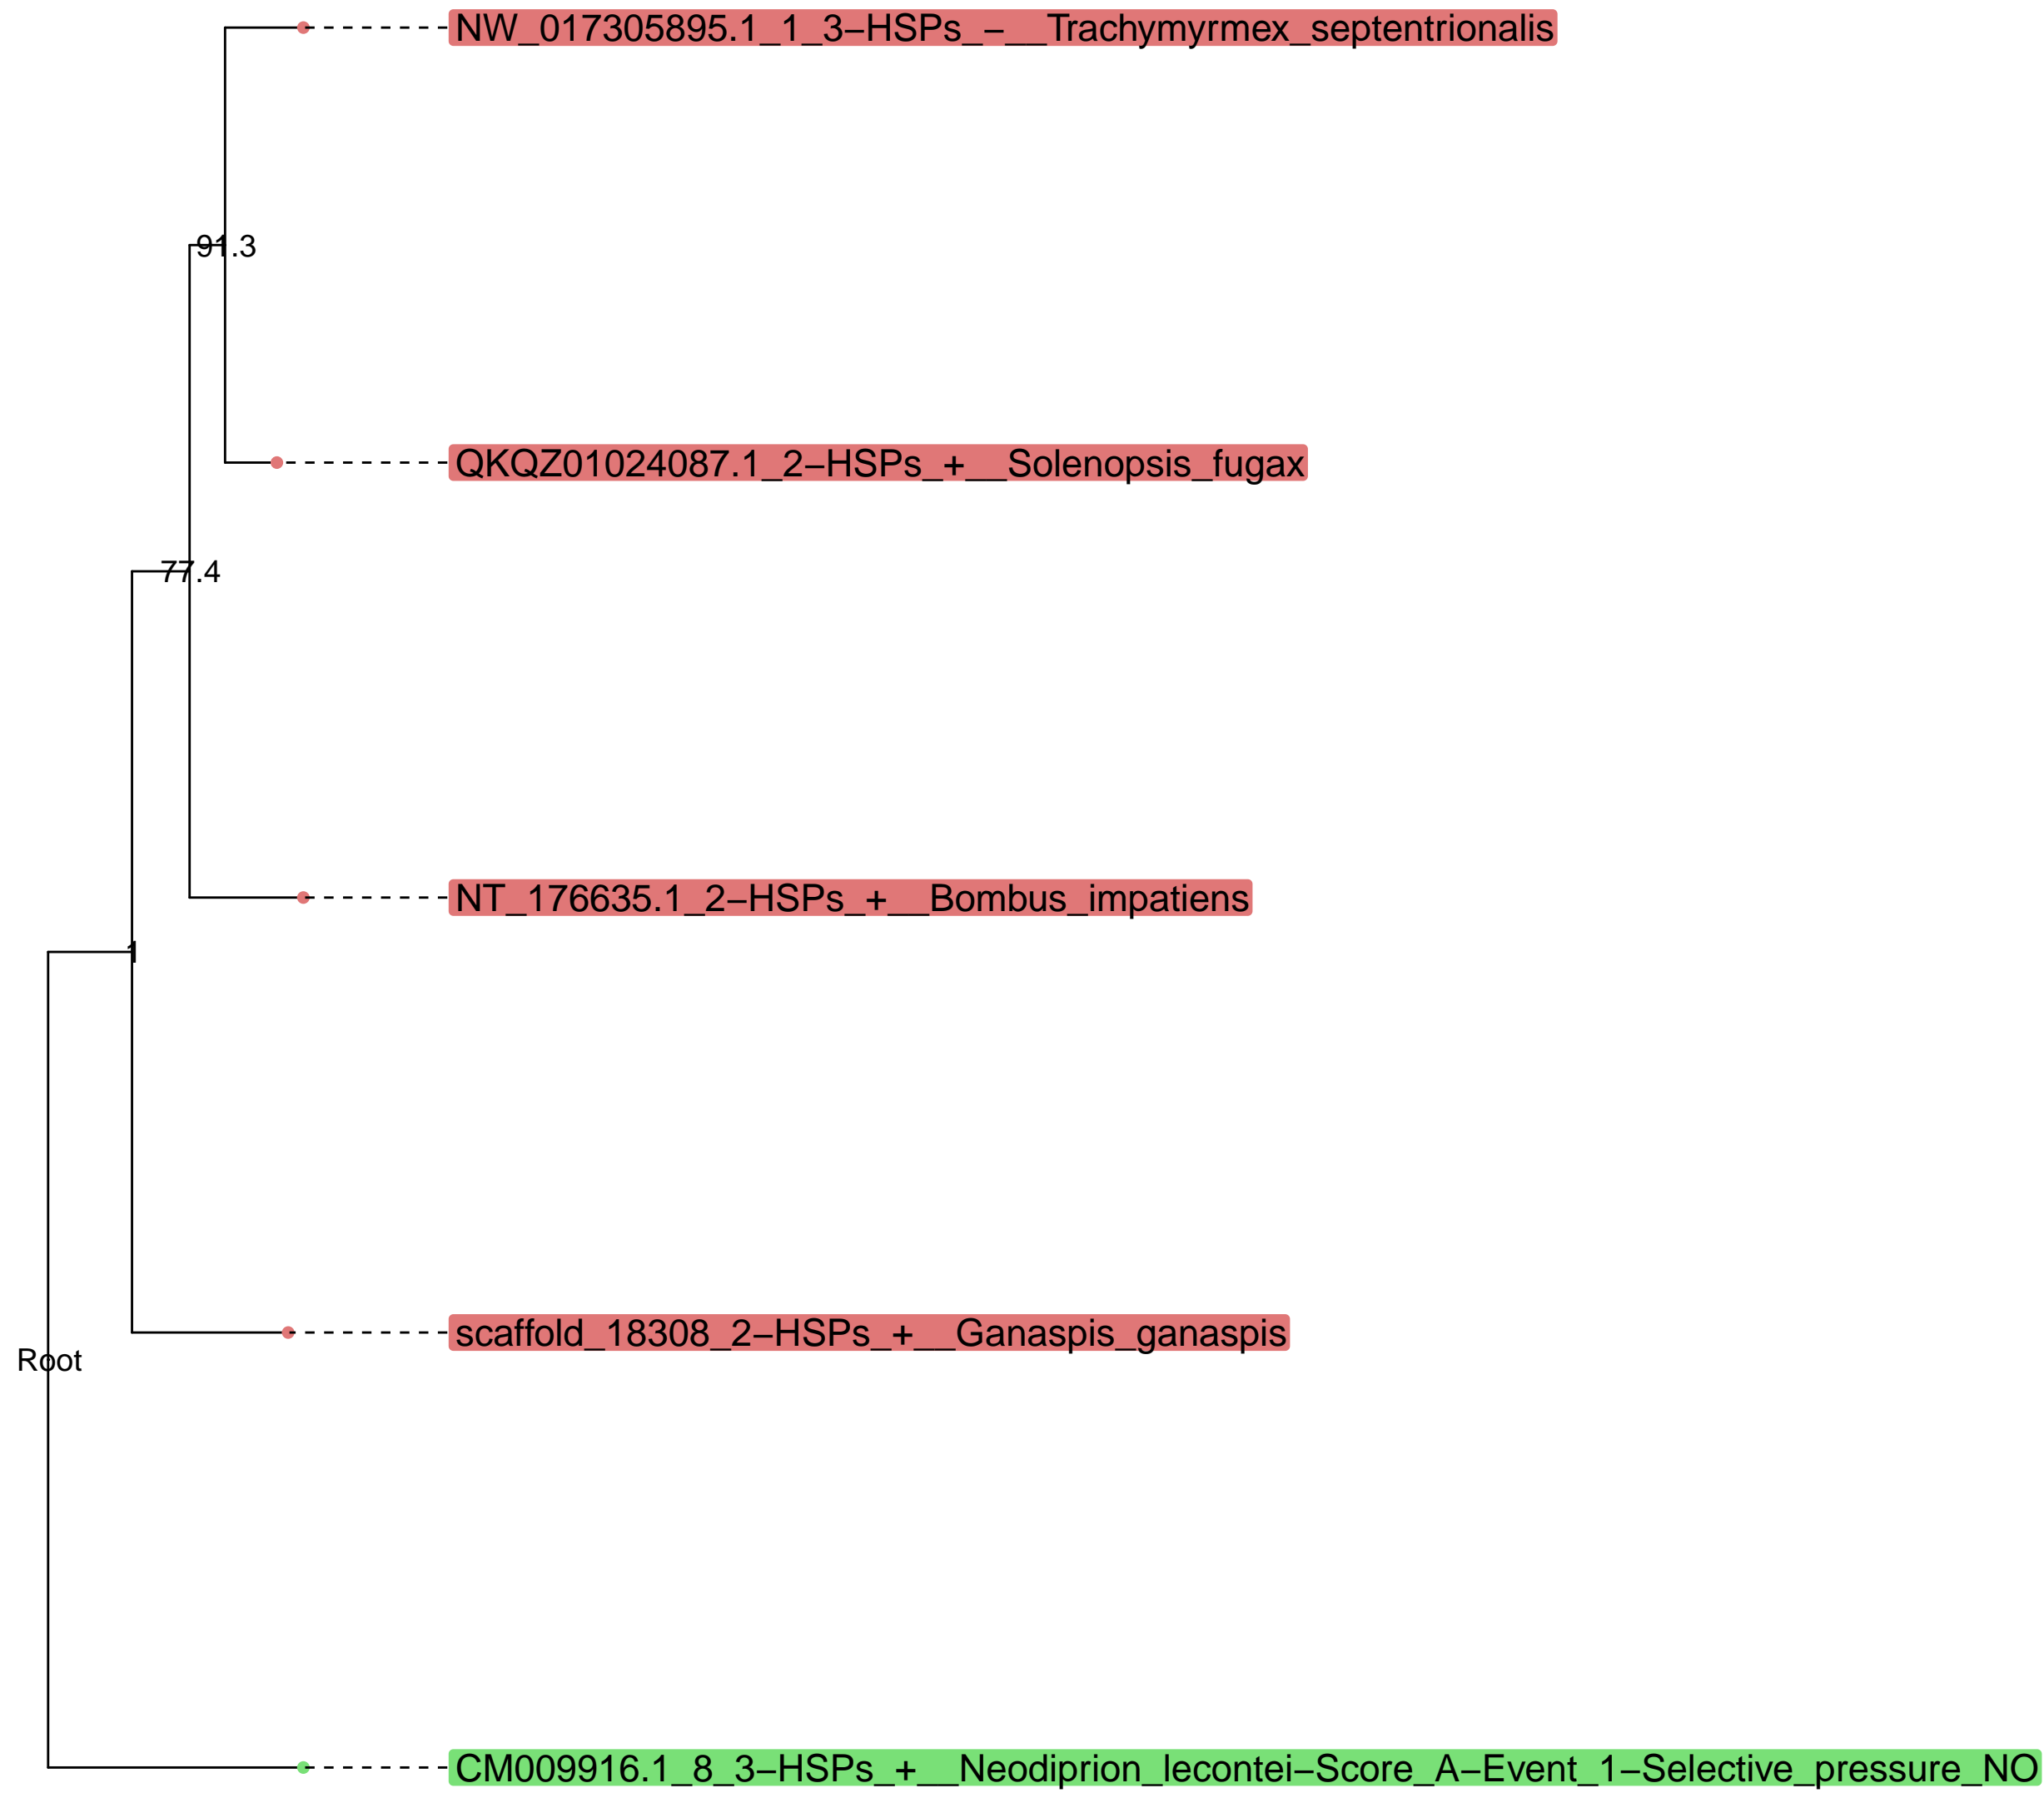 NW_017305895.1_1_3−HSPs_−__Trachymyrmex_septentrionalis
91.3
QKQZ01024087.1_2−HSPs_+__Solenopsis_fugax
77.4
NT_176635.1_2−HSPs_+__Bombus_impatiens
1
scaffold_18308_2−HSPs_+__Ganaspis_ganaspis
Root
CM009916.1_8_3−HSPs_+__Neodiprion_lecontei−Score_A−Event_1−Selective_pressure_NO